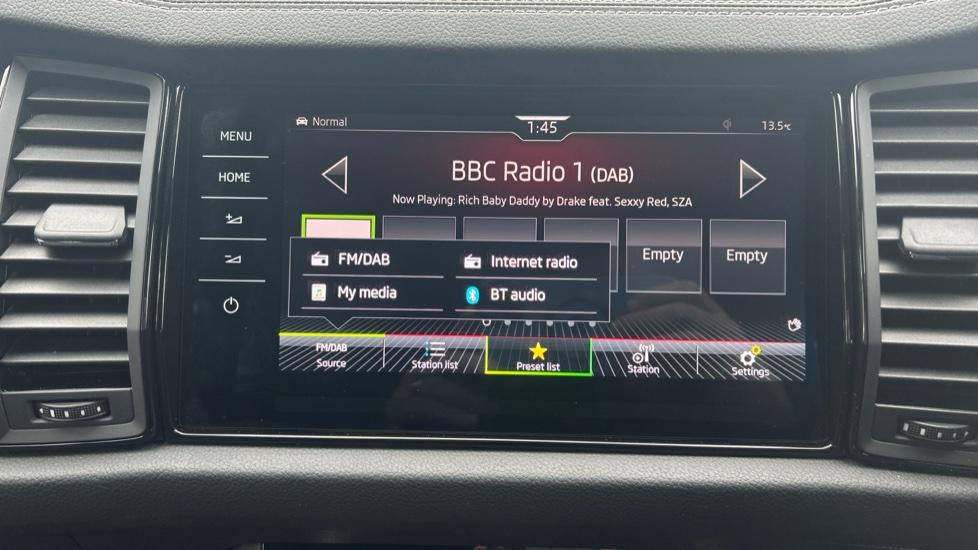 MENU
HOME
Normal
1:45
13.5°C
BBC Radio 1 (DAB)
Now Playing: Rich Baby Daddy by Drake feat. Sexxy Red, SZA
Empty
Empty
FM/DAB
Internet radio
My media
BT audio
FM/DAB
Source
Station list
Preset list
Station
Settings